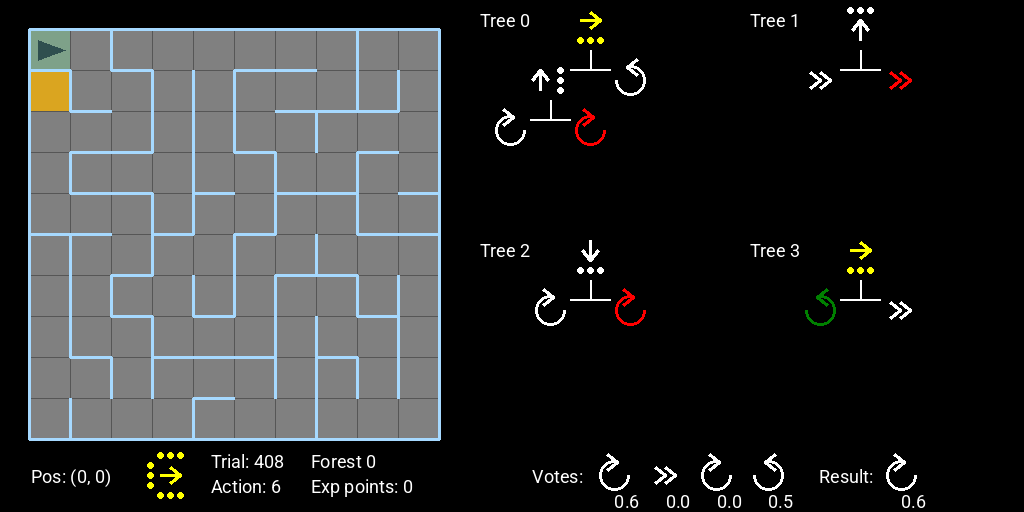 Tree 0
Tree 1
Tree 2
Tree 3
Pos: (0, 0)
Trial: 408
Forest 0
Action: 6
Exp points: 0
Votes:
0.6
0.0
0.0
0.5
Result:
0.6